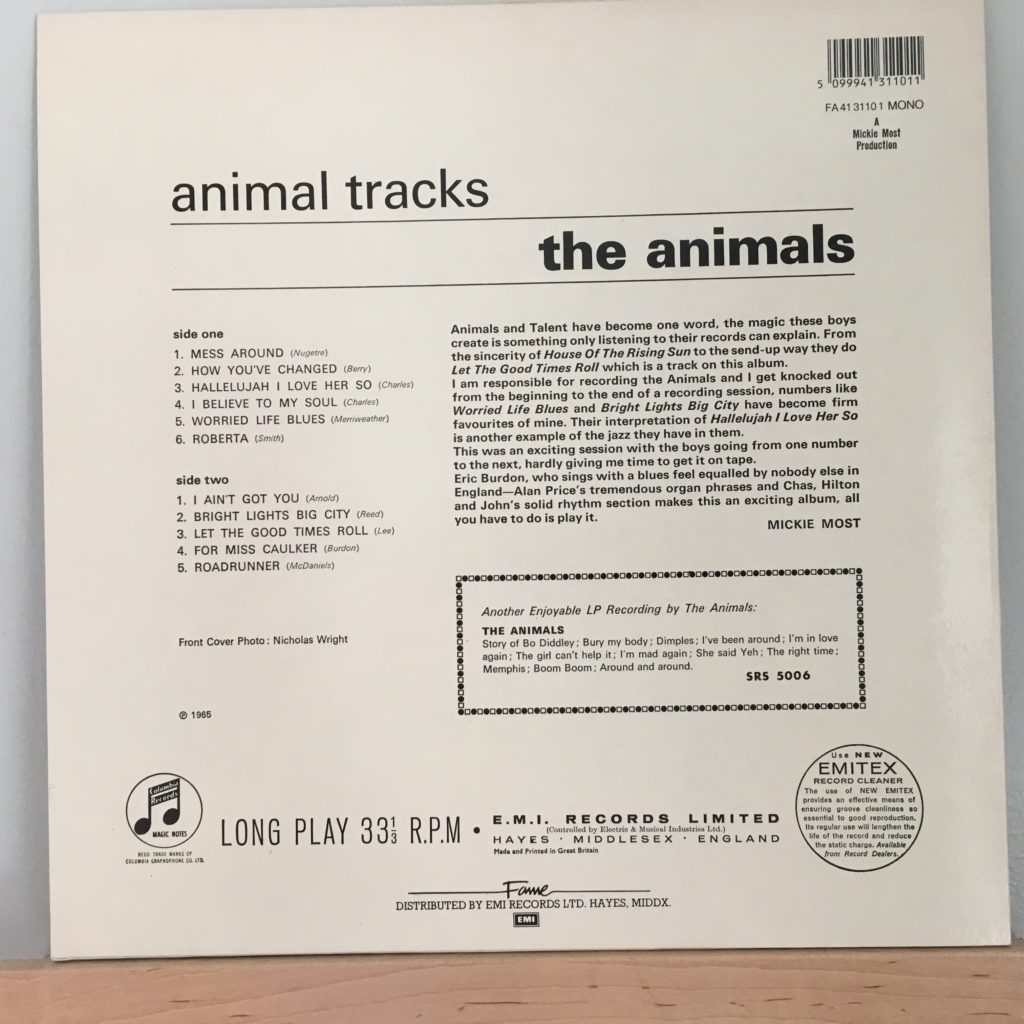 5 099941 311011
FA 41 3110 1 MONO
A
Mickie Most
Production
animal tracks
the animals
side one
1. MESS AROUND (Nugetre)
2. HOW YOU'VE CHANGED (Berry)
3. HALLELUJAH I LOVE HER SO (Charles)
4. I BELIEVE TO MY SOUL (Charles)
5. WORRIED LIFE BLUES (Merriweather)
6. ROBERTA (Smith)
side two
1. I AIN'T GOT YOU (Arnold)
2. BRIGHT LIGHTS BIG CITY (Reed)
3. LET THE GOOD TIMES ROLL (Lee)
4. FOR MISS CAULKER (Burdon)
5. ROADRUNNER (McDaniels)
Front Cover Photo: Nicholas Wright
℗ 1965
Animals and Talent have become one word, the magic these boys
create is something only listening to their records can explain. From
the sincerity of House Of The Rising Sun to the send-up way they do
Let The Good Times Roll which is a track on this album.
I am responsible for recording the Animals and I get knocked out
from the beginning to the end of a recording session, numbers like
Worried Life Blues and Bright Lights Big City have become firm
favourites of mine. Their interpretation of Hallelujah I Love Her So
is another example of the jazz they have in them.
This was an exciting session with the boys going from one number
to the next, hardly giving me time to get it on tape.
Eric Burdon, who sings with a blues feel equalled by nobody else in
England—Alan Price's tremendous organ phrases and Chas, Hilton
and John's solid rhythm section makes this an exciting album, all
you have to do is play it.
MICKIE MOST
Another Enjoyable LP Recording by The Animals:
THE ANIMALS
Story of Bo Diddley; Bury my body; Dimples; I've been around; I'm in love
again; The girl can't help it; I'm mad again; She said Yeh; The right time;
Memphis; Boom Boom; Around and around.
SRS 5006
Columbia
Records
MAGIC NOTES
REGD TRADE MARKS OF
COLUMBIA GRAPHOPHONE CO. LTD.
LONG PLAY 33⅓ R.P.M •
E.M.I. RECORDS LIMITED
(Controlled by Electric & Musical Industries Ltd.)
HAYES · MIDDLESEX · ENGLAND
Made and Printed in Great Britain
Use NEW
EMITEX
RECORD CLEANER
The use of NEW EMITEX
provides an effective means of
ensuring groove cleanliness so
essential to good reproduction.
Its regular use will lengthen the
life of the record and reduce
the static charge. Available
from Record Dealers.
Fame
DISTRIBUTED BY EMI RECORDS LTD. HAYES, MIDDX.
EMI